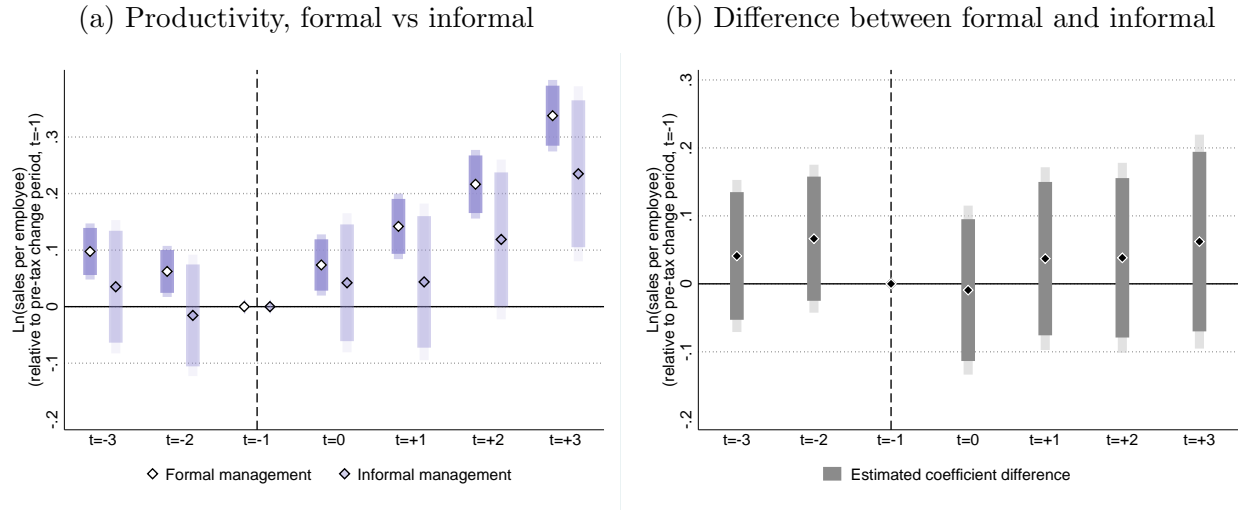 (a) Productivity, formal vs informal
Ln(sales per employee)
(relative to pre-tax change period, t=-1)
.3
.2
.1
0
-.1
-.2
t=-3 t=-2 t=-1 t=0 t=+1 t=+2 t=+3
Formal management Informal management
(b) Difference between formal and informal
Ln(sales per employee)
(relative to pre-tax change period, t=-1)
.3
.2
.1
0
-.1
-.2
t=-3 t=-2 t=-1 t=0 t=+1 t=+2 t=+3
Estimated coefficient difference